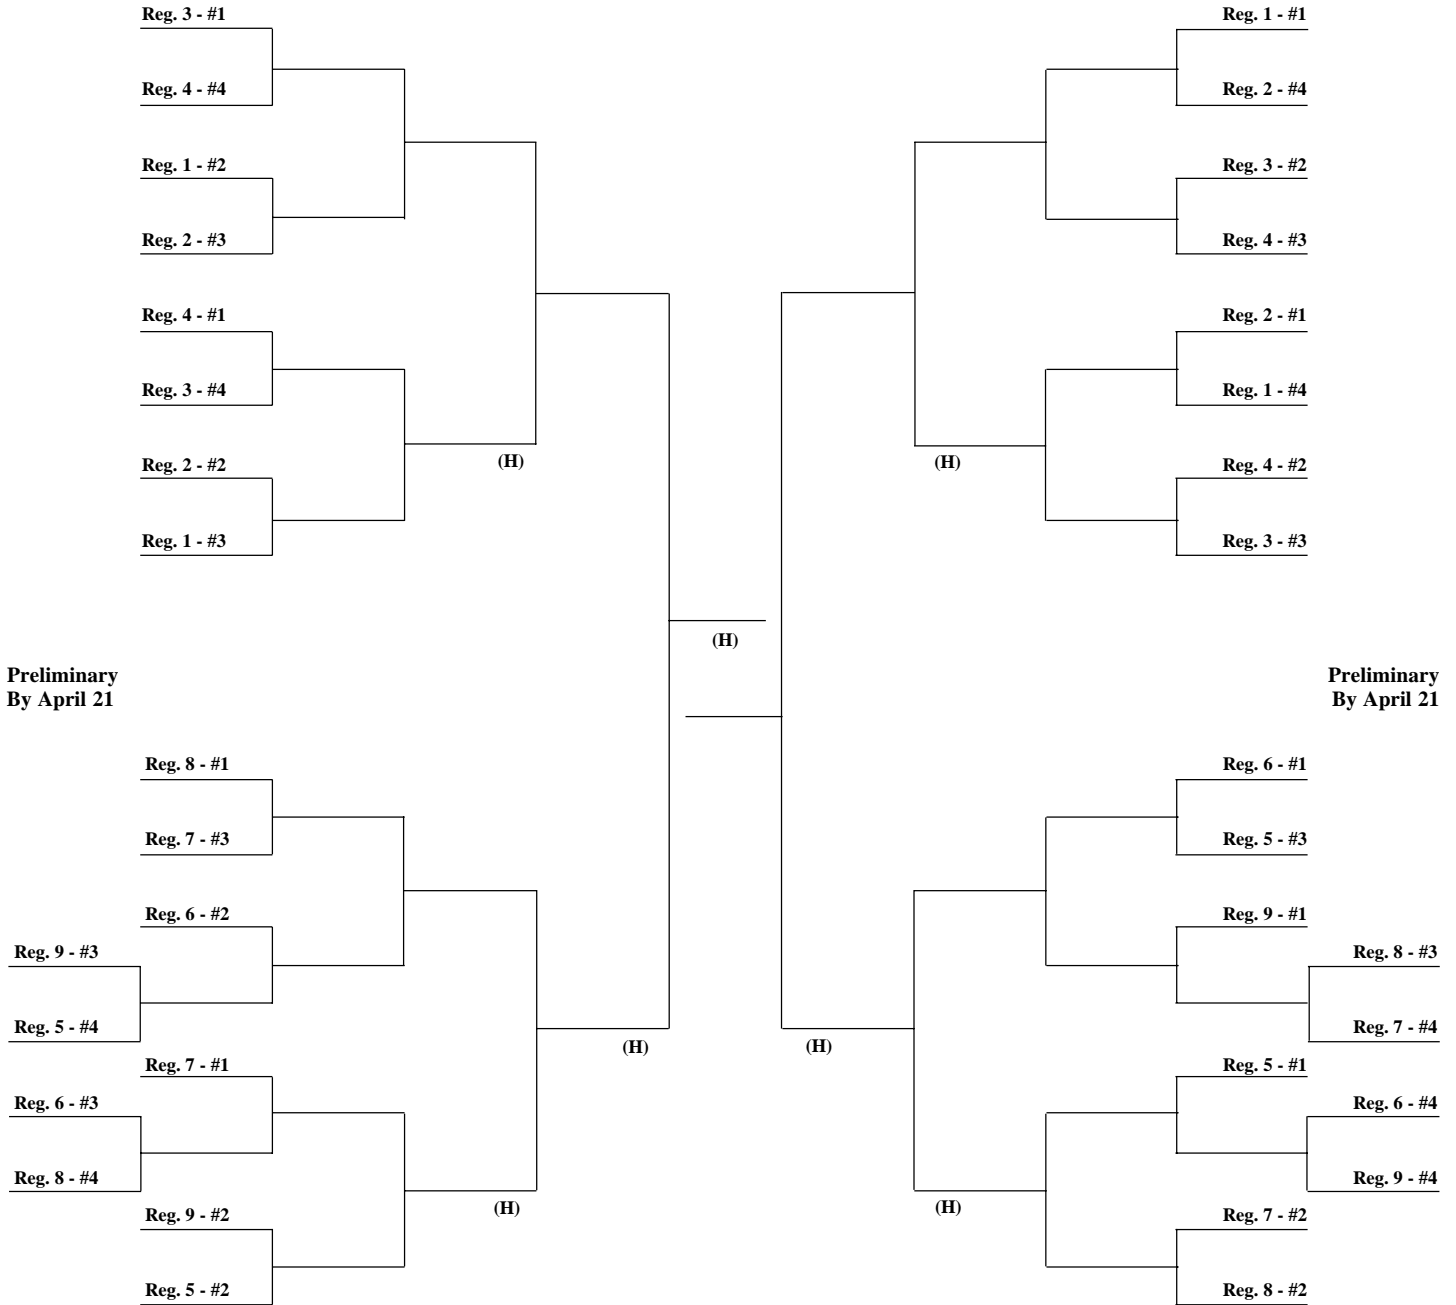 Reg. 3 - #1
Reg. 4 - #4
Reg. 1 - #2
Reg. 2 - #3
Reg. 4 - #1
Reg. 3 - #4
Reg. 2 - #2
Reg. 1 - #3
(H)
Preliminary
By April 21
Reg. 8 - #1
Reg. 7 - #3
Reg. 6 - #2
Reg. 9 - #3
Reg. 5 - #4
Reg. 7 - #1
Reg. 6 - #3
Reg. 8 - #4
Reg. 9 - #2
Reg. 5 - #2
(H)
(H)
(H)
Reg. 1 - #1
Reg. 2 - #4
Reg. 3 - #2
Reg. 4 - #3
Reg. 2 - #1
Reg. 1 - #4
Reg. 4 - #2
Reg. 3 - #3
(H)
Preliminary
By April 21
Reg. 6 - #1
Reg. 5 - #3
Reg. 9 - #1
Reg. 8 - #3
Reg. 7 - #4
Reg. 5 - #1
Reg. 6 - #4
Reg. 9 - #4
Reg. 7 - #2
Reg. 8 - #2
(H)
(H)